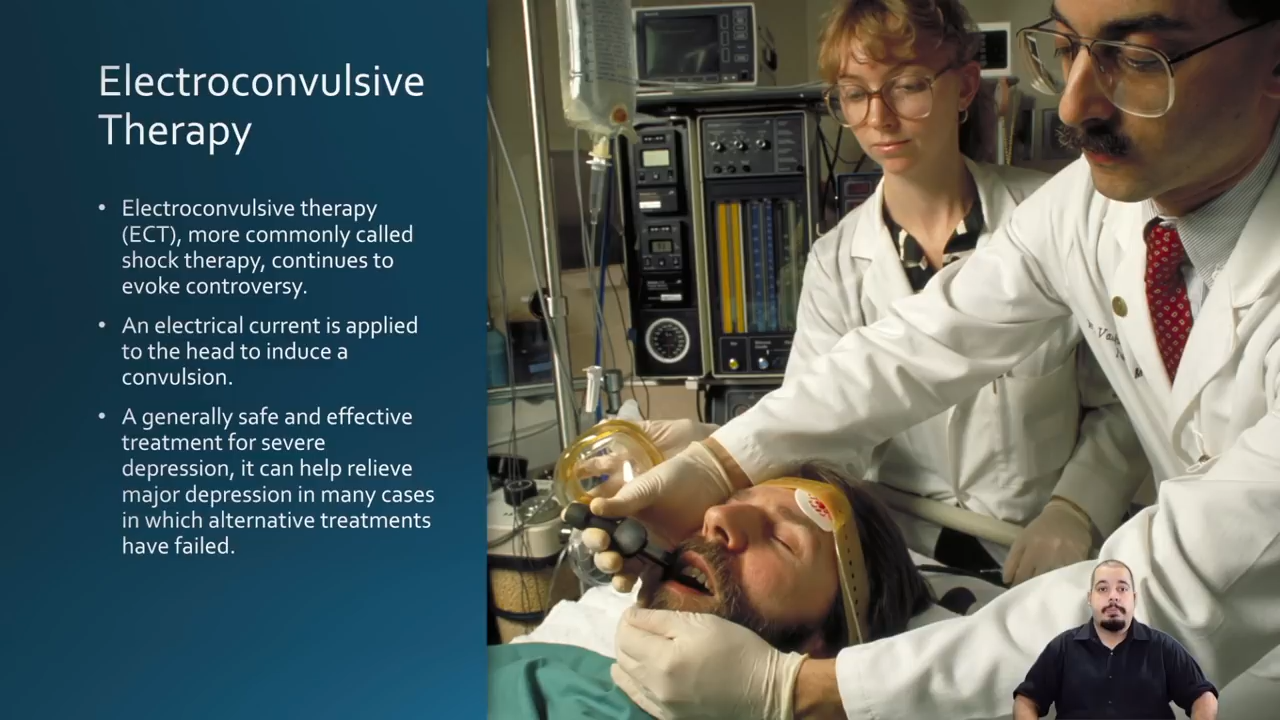 Electroconvulsive
Therapy
• Electroconvulsive therapy
(ECT), more commonly called
shock therapy, continues to
evoke controversy.
• An electrical current is applied
to the head to induce a
convulsion.
• A generally safe and effective
treatment for severe
depression, it can help relieve
major depression in many cases
in which alternative treatments
have failed.